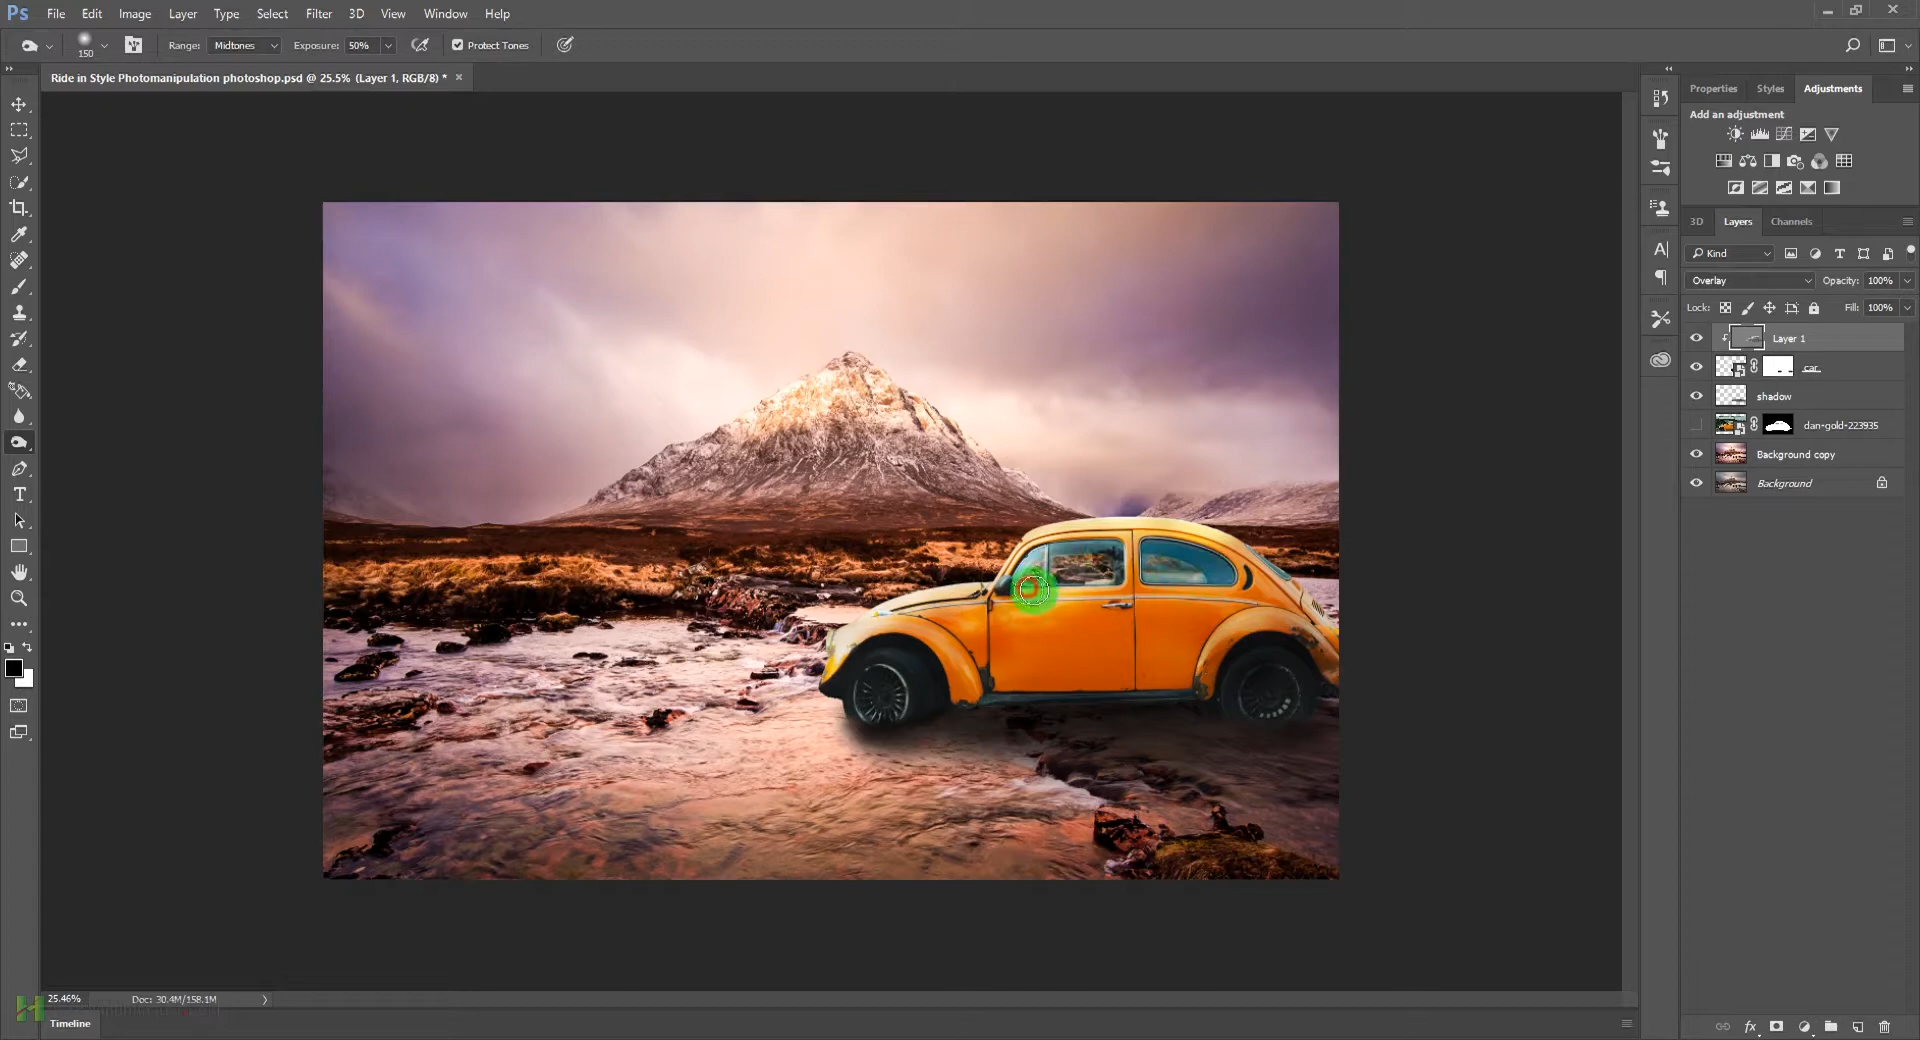 Ps File Edit Image Layer Type Select Filter 3D View Window Help
150 Range: Midtones Exposure: 50% Protect Tones
Ride in Style Photomanipulation photoshop.psd @ 25.5% (Layer 1, RGB/8) * ×
Properties Styles Adjustments
Add an adjustment
3D Layers Channels
Kind
Overlay Opacity: 100%
Lock: Fill: 100%
Layer 1
car
shadow
dan-gold-223935
Background copy
Background
25.46% Doc: 30.4M/158.1M
Timeline
fx